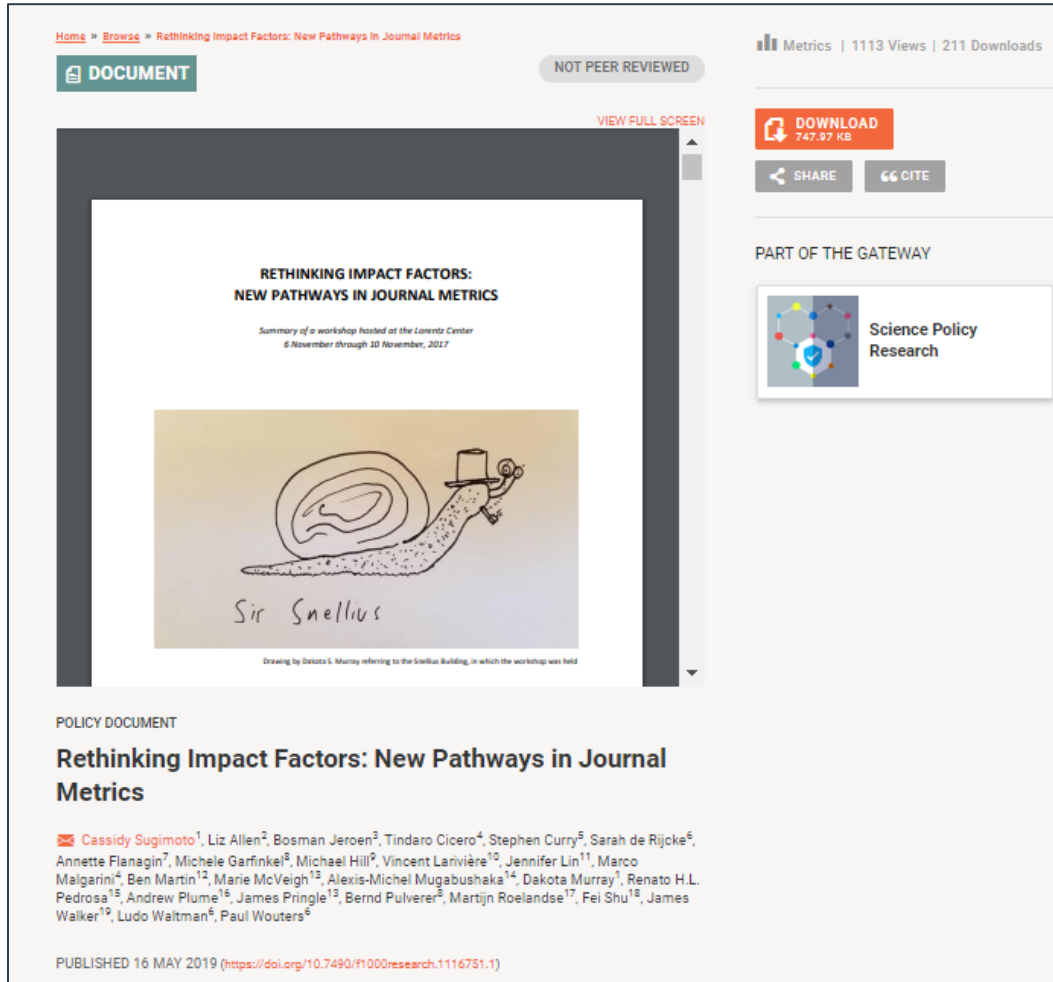 Home » Browse » Rethinking Impact Factors: New Pathways in Journal Metrics
DOCUMENT
NOT PEER REVIEWED
VIEW FULL SCREEN
RETHINKING IMPACT FACTORS:
NEW PATHWAYS IN JOURNAL METRICS
Summary of a workshop hosted at the Lorentz Center
6 November through 10 November, 2017
Sir Snellius
Drawing by Dakota S. Murray referring to the Snellius Building, in which the workshop was held
POLICY DOCUMENT
Rethinking Impact Factors: New Pathways in Journal
Metrics
Cassidy Sugimoto1, Liz Allen2, Bosman Jeroen3, Tindaro Cicero4, Stephen Curry5, Sarah de Rijcke6,
Annette Flanagin7, Michele Garfinkel8, Michael Hill9, Vincent Larivière10, Jennifer Lin11, Marco
Malgarini4, Ben Martin12, Marie McVeigh13, Alexis-Michel Mugabushaka14, Dakota Murray1, Renato H.L.
Pedrosa15, Andrew Plume16, James Pringle13, Bernd Pulverer8, Martijn Roelandse17, Fei Shu18, James
Walker19, Ludo Waltman6, Paul Wouters6
PUBLISHED 16 MAY 2019 (https://doi.org/10.7490/f1000research.1116751.1)
Metrics | 1113 Views | 211 Downloads
DOWNLOAD
747.97 KB
SHARE
CITE
PART OF THE GATEWAY
Science Policy
Research